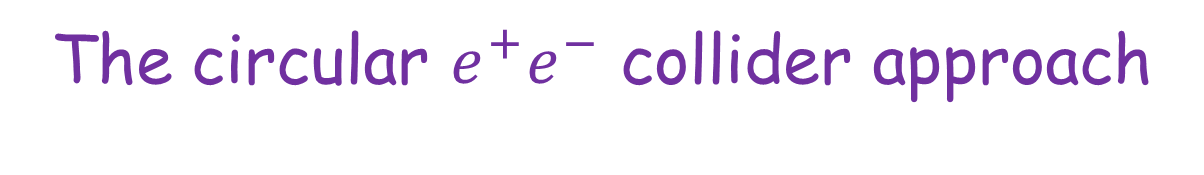 The circular e⁺e⁻ collider approach